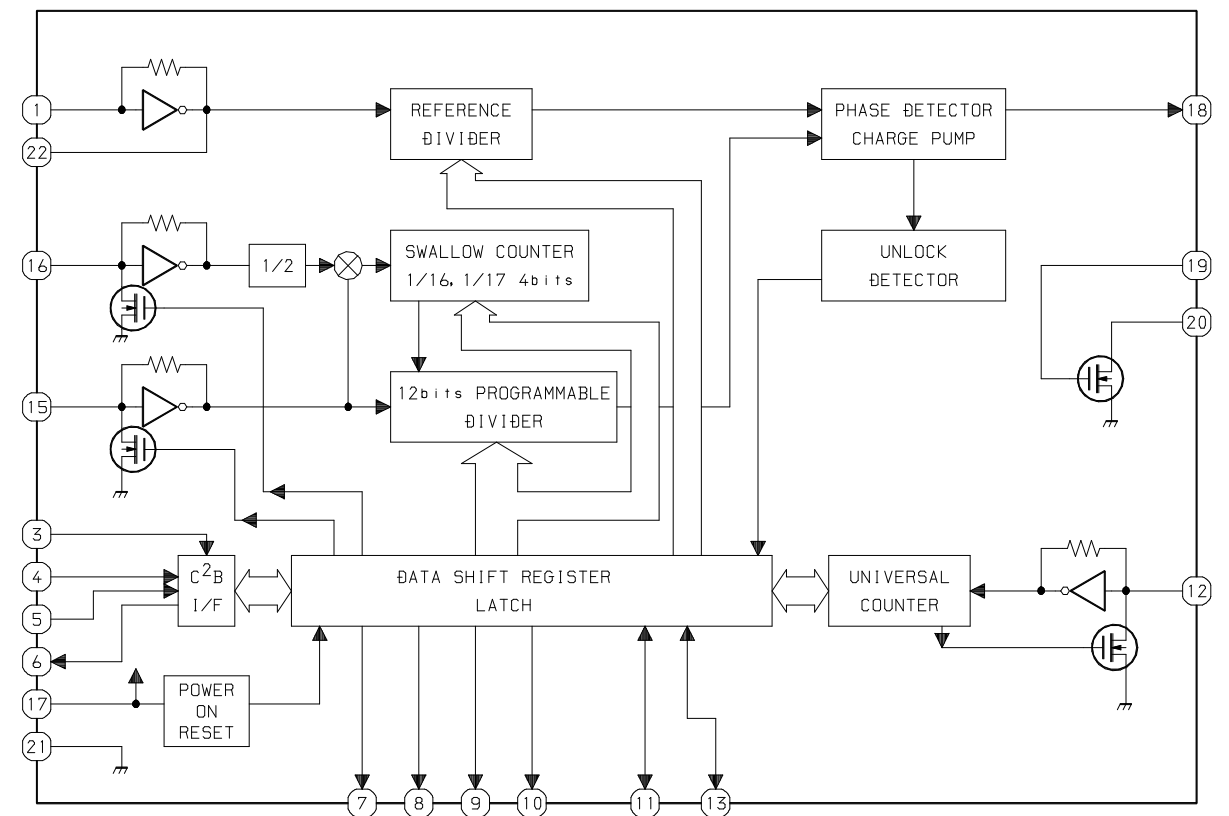 1
REFERENCE
DIVIDER
PHASE DETECTOR
CHARGE PUMP
18
22
16
1/2
SWALLOW COUNTER
1/16, 1/17 4bits
UNLOCK
DETECTOR
19
20
15
12bits PROGRAMMABLE
DIVIDER
3
4
C²B
I/F
DATA SHIFT REGISTER
LATCH
UNIVERSAL
COUNTER
12
5
6
17
POWER
ON
RESET
21
7
8
9
10
11
13